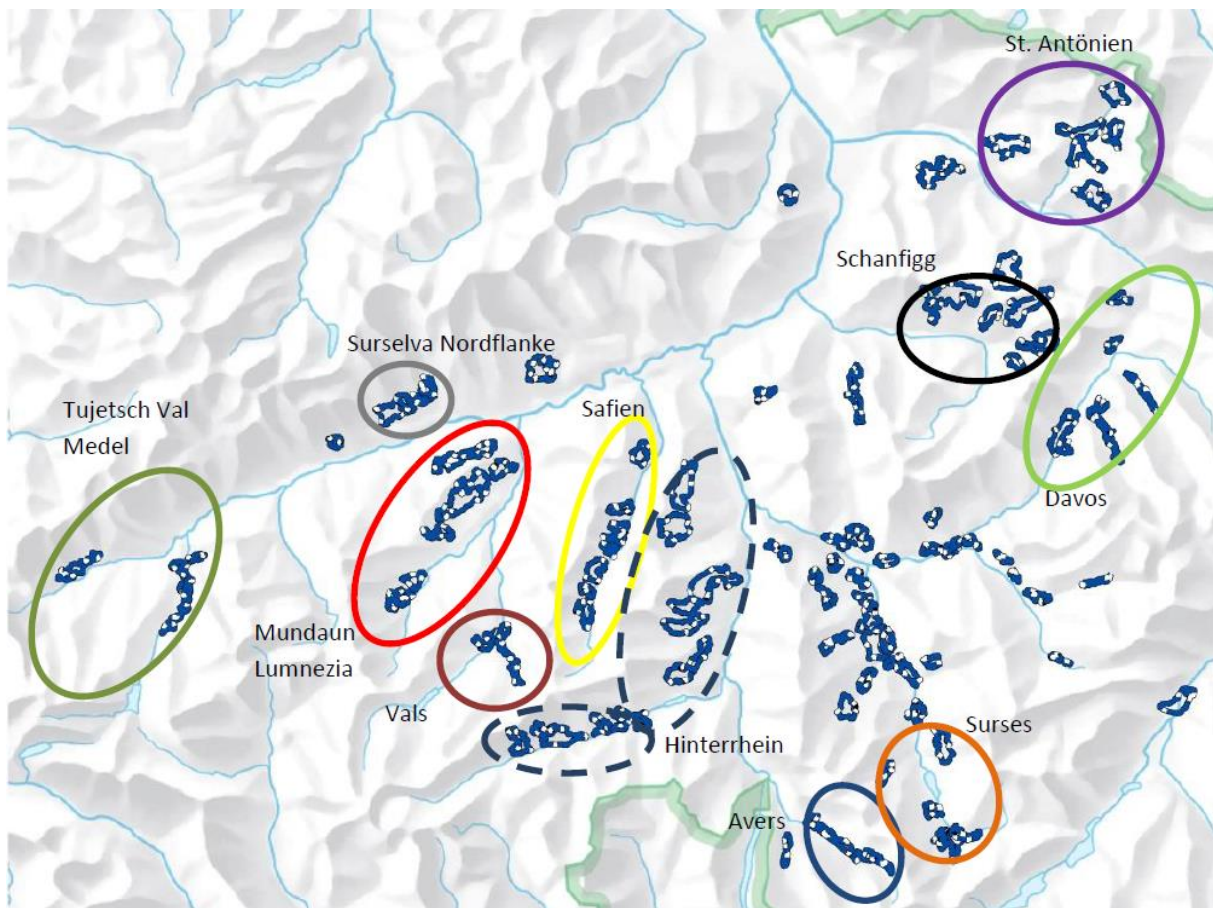 St. Antönien
Schanfigg
Surselva Nordflanke
Tujetsch Val
Medel
Safien
Davos
Mundaun
Lumnezia
Vals
Hinterrhein
Surses
Avers